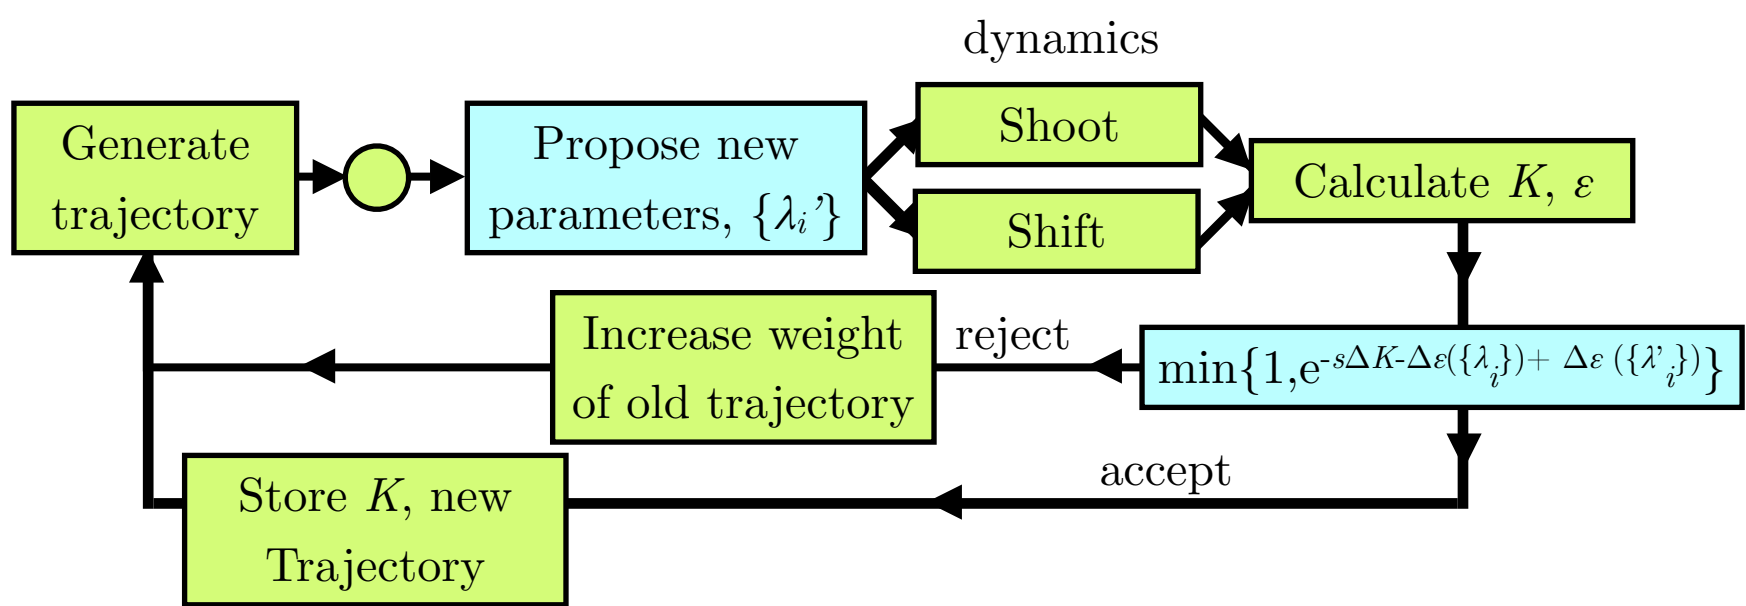 dynamics
Generate
trajectory
Propose new
parameters, {λi’}
Shoot
Shift
Calculate K, ε
Increase weight
of old trajectory
reject
min{1,e-sΔK-Δε({λi})+ Δε ({λ’i})}
accept
Store K, new
Trajectory